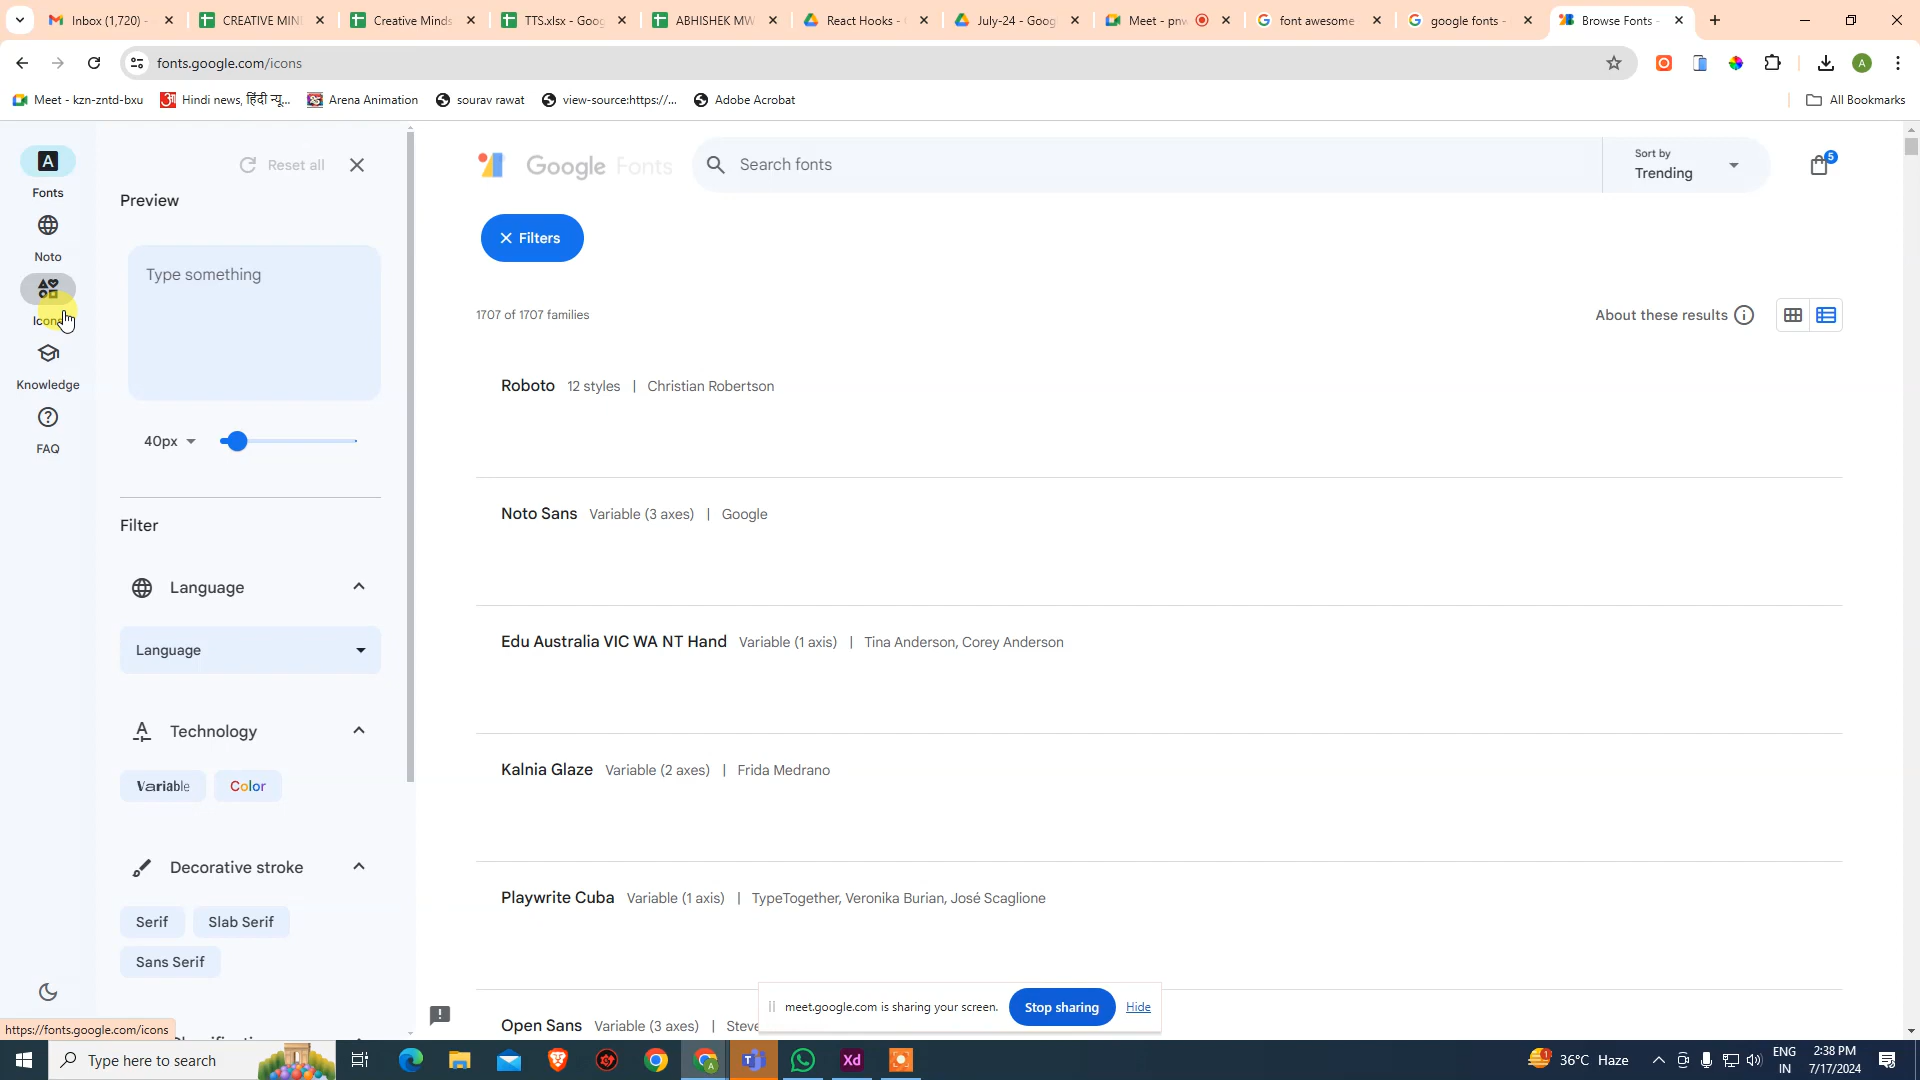 Inbox (1,720) -
CREATIVE MIN
Creative Minds
TTS.xlsx - Goog
ABHISHEK MW
React Hooks -
July-24 - Goog
Meet - pnv
font awesome
google fonts -
Browse Fonts -
fonts.google.com/icons
A
Meet - kzn-zntd-bxu
Hindi news, हिंदी न्यू...
Arena Animation
sourav rawat
view-source:https://...
Adobe Acrobat
All Bookmarks
Fonts
Noto
Icons
Knowledge
FAQ
Reset all
Preview
Type something
40px
Filter
Language
Language
Technology
Variable
Color
Decorative stroke
Serif
Slab Serif
Sans Serif
https://fonts.google.com/icons
Google Fonts
Search fonts
Sort by
Trending
5
Filters
1707 of 1707 families
About these results
Roboto 12 styles | Christian Robertson
Noto Sans Variable (3 axes) | Google
Edu Australia VIC WA NT Hand Variable (1 axis) | Tina Anderson, Corey Anderson
Kalnia Glaze Variable (2 axes) | Frida Medrano
Playwrite Cuba Variable (1 axis) | TypeTogether, Veronika Burian, José Scaglione
Open Sans Variable (3 axes) | Steve
meet.google.com is sharing your screen.
Stop sharing
Hide
Type here to search
Xd
36°C Haze
ENG
IN
2:38 PM
7/17/2024